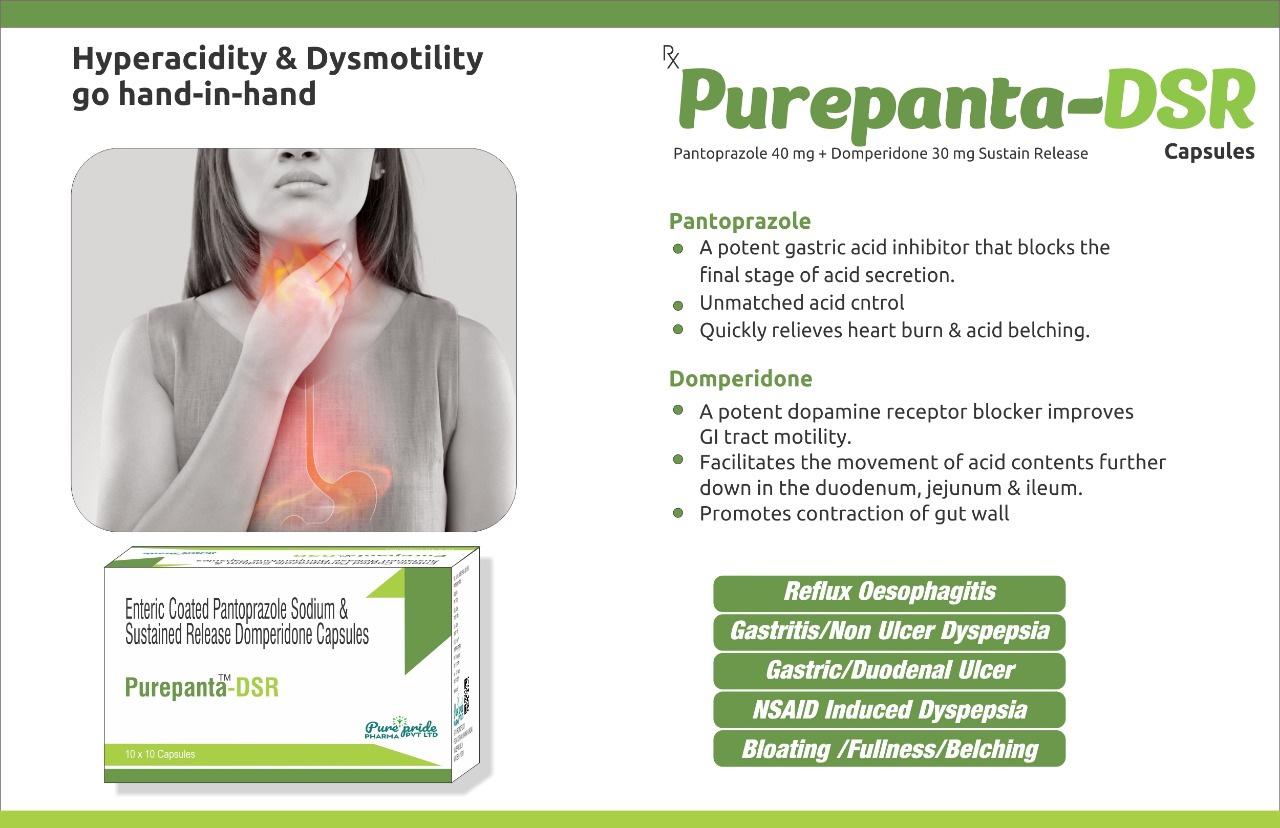 Hyperacidity & Dysmotility
go hand-in-hand
Rx
Purepanta-DSR
Pantoprazole 40 mg + Domperidone 30 mg Sustain Release
Capsules
Pantoprazole
A potent gastric acid inhibitor that blocks the
final stage of acid secretion.
Unmatched acid cntrol
Quickly relieves heart burn & acid belching.
Domperidone
A potent dopamine receptor blocker improves
GI tract motility.
Facilitates the movement of acid contents further
down in the duodenum, jejunum & ileum.
Promotes contraction of gut wall
Reflux Oesophagitis
Gastritis/Non Ulcer Dyspepsia
Gastric/Duodenal Ulcer
NSAID Induced Dyspepsia
Bloating /Fullness/Belching
Enteric Coated Pantoprazole Sodium &
Sustained Release Domperidone Capsules
Purepanta™-DSR
Pure pride
PHARMA PVT LTD
10 x 10 Capsules